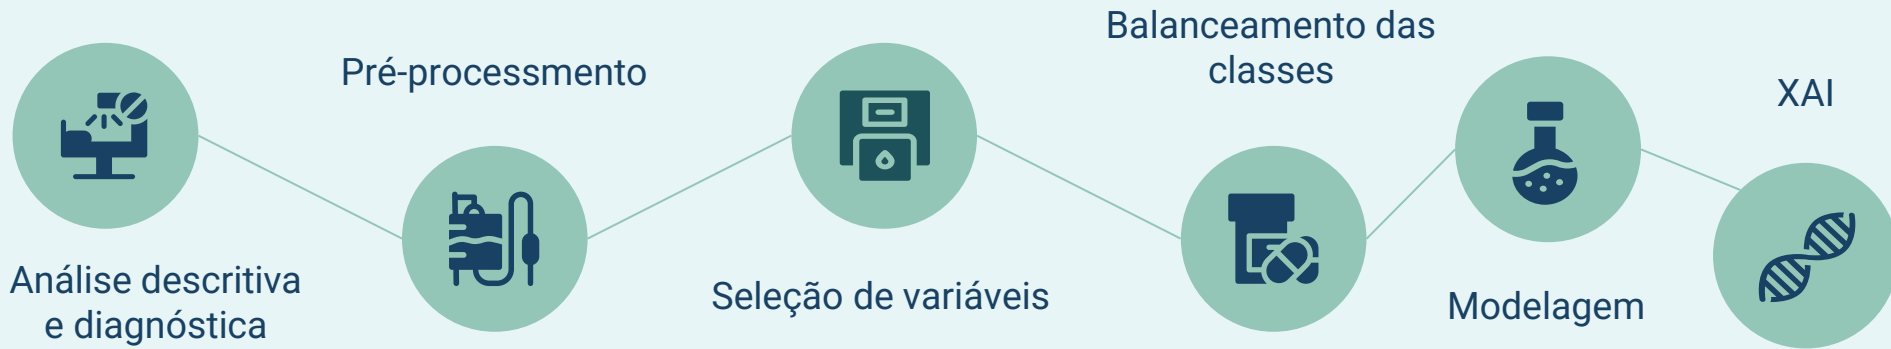 Análise descritiva
e diagnóstica
Pré-processmento
Seleção de variáveis
Balanceamento das
classes
Modelagem
XAI